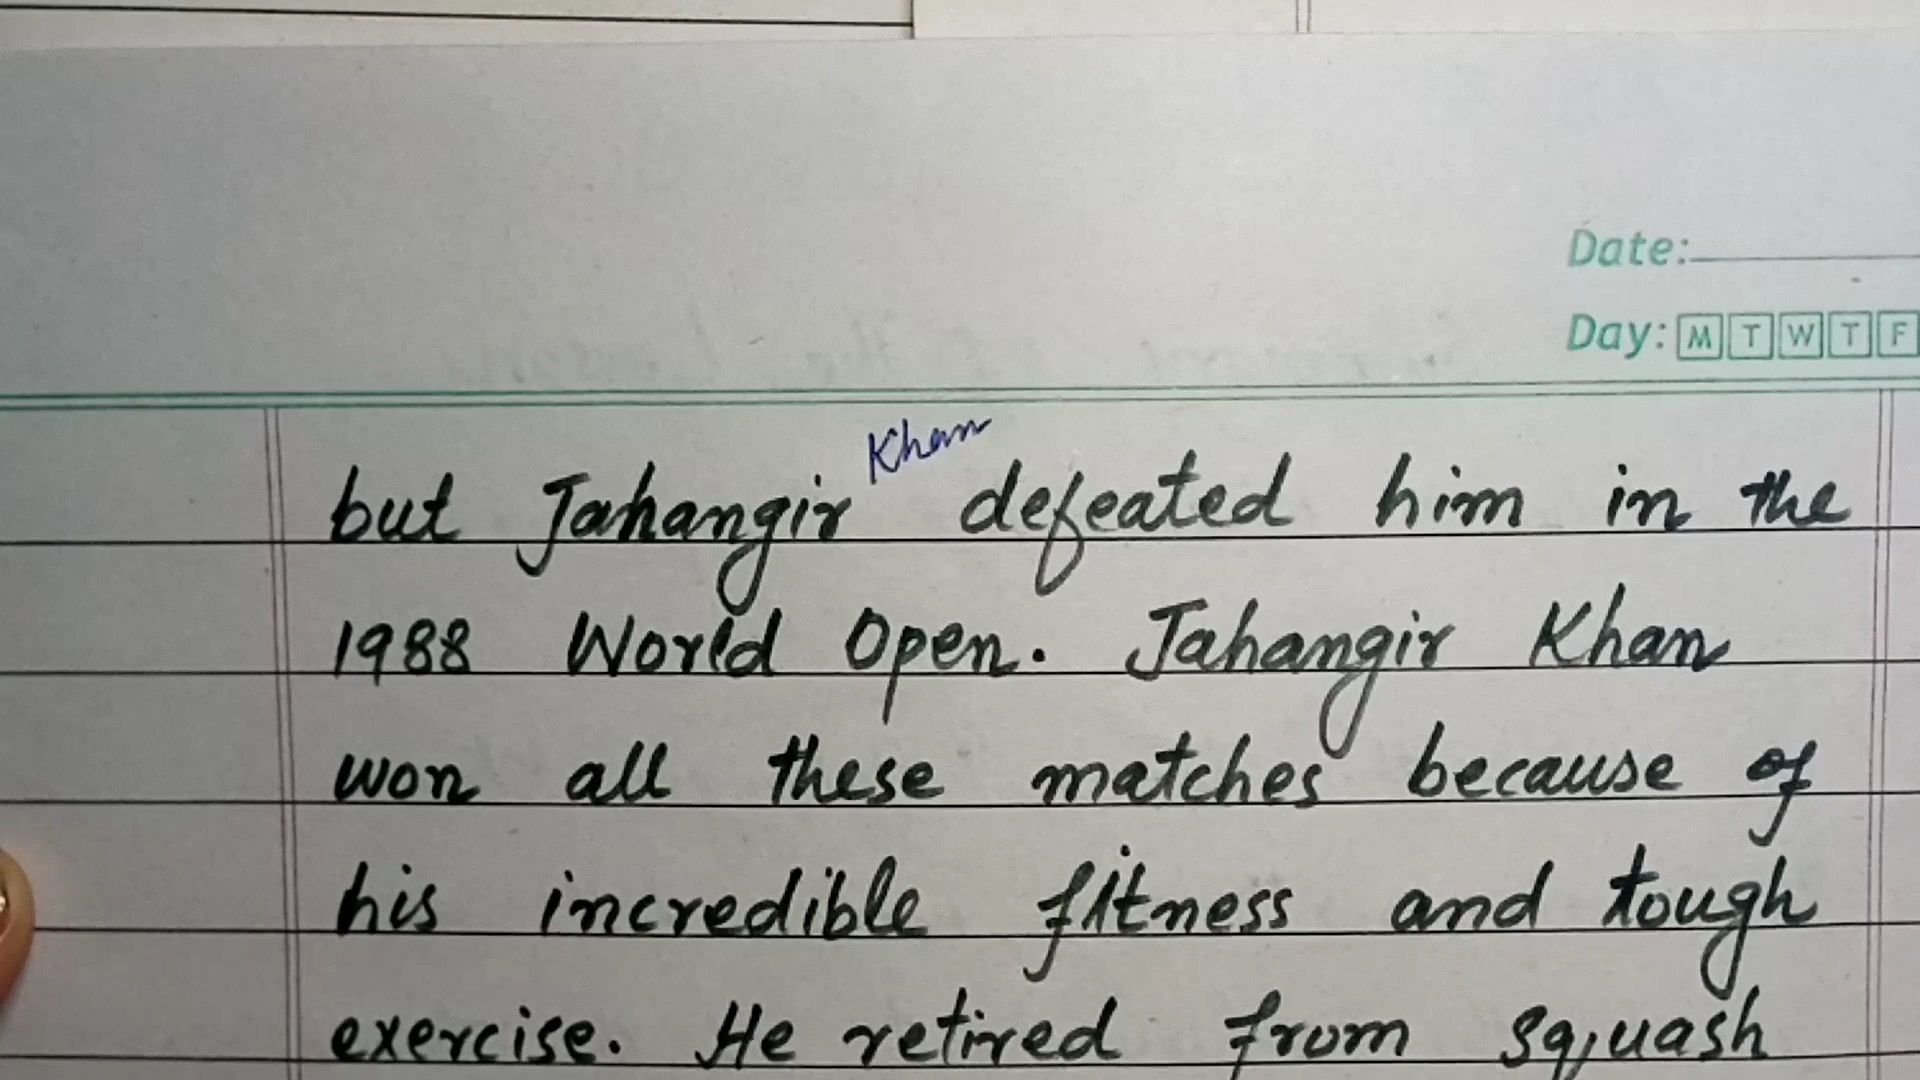 Date:
Day: M T W T F
Khan
but Jahangir defeated him in the
1988 World Open. Jahangir Khan
won all these matches because of
his incredible fitness and tough
exercise. He retired from squash